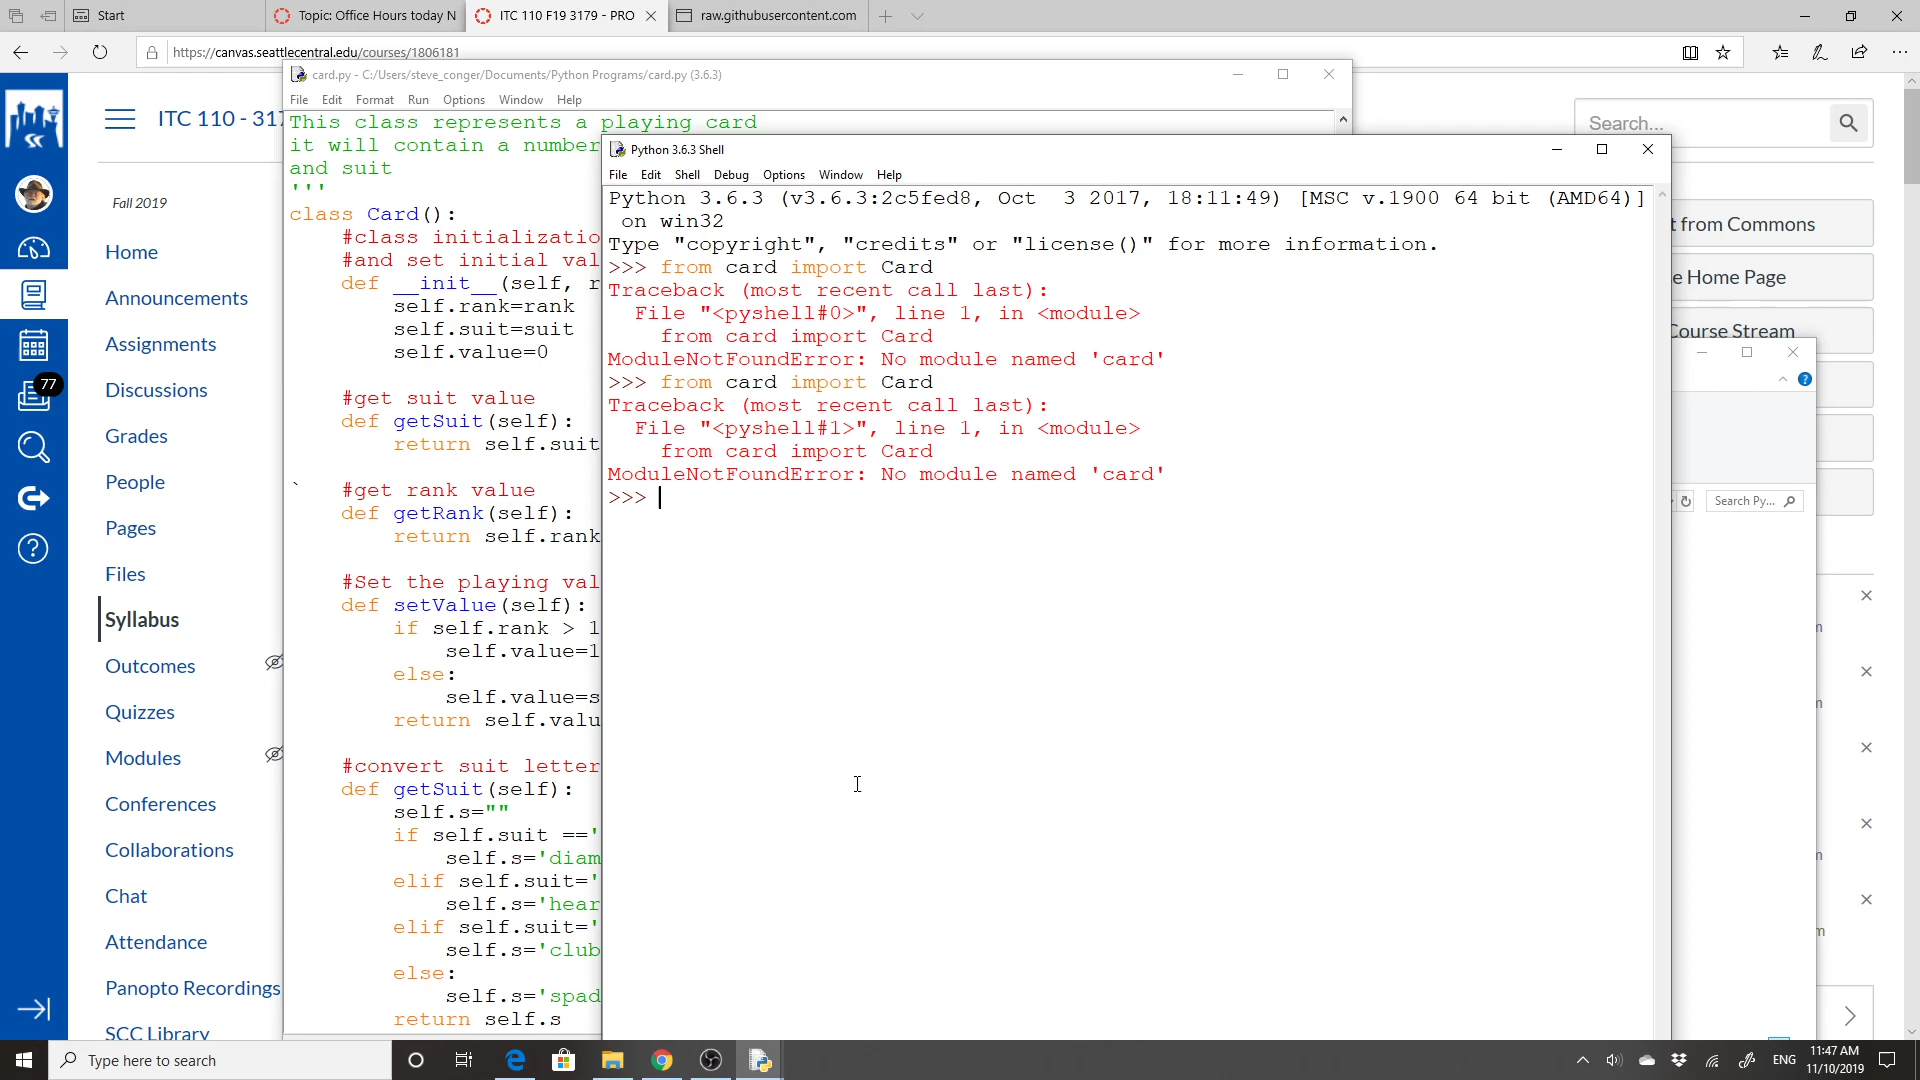 Start
Topic: Office Hours today N
ITC 110 F19 3179 - PRO
raw.githubusercontent.com
https://canvas.seattlecentral.edu/courses/1806181
ITC 110 - 317
Fall 2019
Home
Announcements
Assignments
Discussions
Grades
People
Pages
Files
Syllabus
Outcomes
Quizzes
Modules
Conferences
Collaborations
Chat
Attendance
Panopto Recordings
SCC Library
77
card.py - C:/Users/steve_conger/Documents/Python Programs/card.py (3.6.3)
File Edit Format Run Options Window Help
This class represents a playing card
it will contain a number
and suit
'''
class Card():
#class initializatio
#and set initial val
def __init__(self, r
self.rank=rank
self.suit=suit
self.value=0
#get suit value
def getSuit(self):
return self.suit
` #get rank value
def getRank(self):
return self.rank
#Set the playing val
def setValue(self):
if self.rank > 1
self.value=1
else:
self.value=s
return self.valu
#convert suit letter
def getSuit(self):
self.s=""
if self.suit =='
self.s='diam
elif self.suit='
self.s='hear
elif self.suit='
self.s='club
else:
self.s='spad
return self.s
Python 3.6.3 Shell
File Edit Shell Debug Options Window Help
Python 3.6.3 (v3.6.3:2c5fed8, Oct  3 2017, 18:11:49) [MSC v.1900 64 bit (AMD64)]
on win32
Type "copyright", "credits" or "license()" for more information.
>>> from card import Card
Traceback (most recent call last):
File "<pyshell#0>", line 1, in <module>
from card import Card
ModuleNotFoundError: No module named 'card'
>>> from card import Card
Traceback (most recent call last):
File "<pyshell#1>", line 1, in <module>
from card import Card
ModuleNotFoundError: No module named 'card'
>>>
Search...
t from Commons
e Home Page
Course Stream
Search Py...
Type here to search
ENG
11:47 AM
11/10/2019